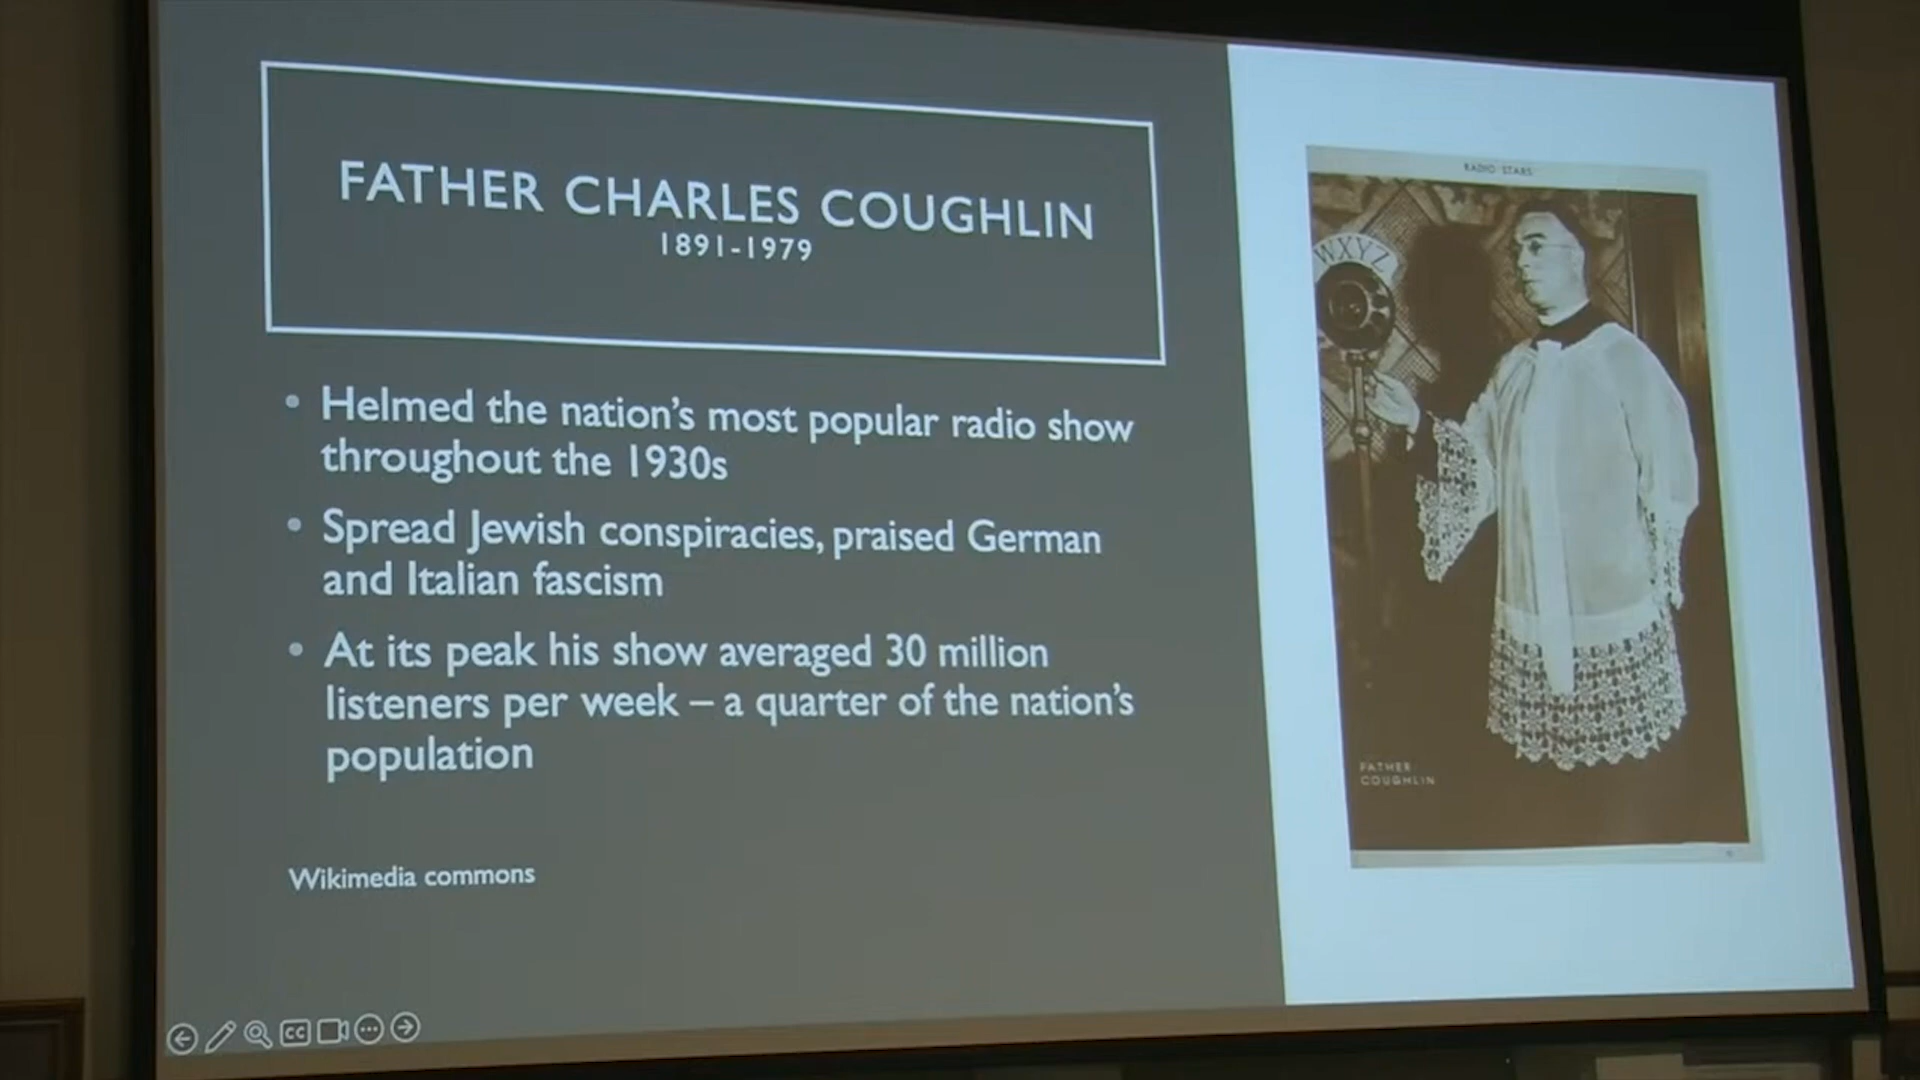 FATHER CHARLES COUGHLIN
1891-1979
• Helmed the nation's most popular radio show
throughout the 1930s
• Spread Jewish conspiracies, praised German
and Italian fascism
• At its peak his show averaged 30 million
listeners per week – a quarter of the nation's
population
Wikimedia commons
RADIO STARS
WXYZ
FATHER
COUGHLIN
CC